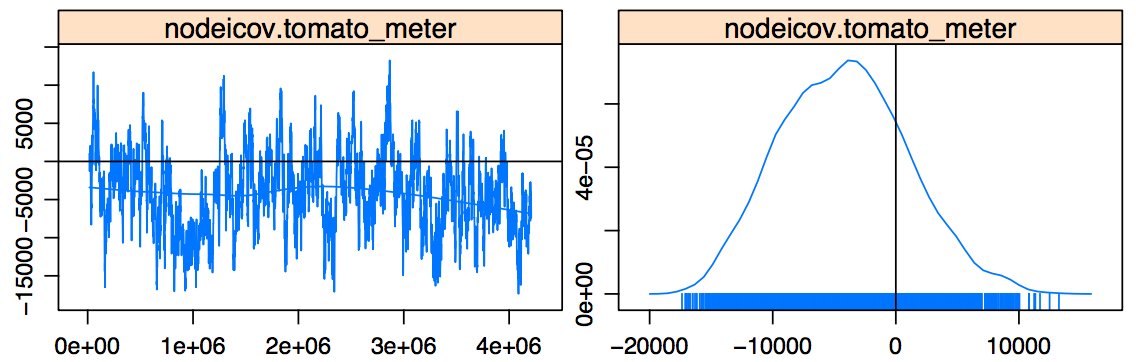 nodeicov.tomato_meter
nodeicov.tomato_meter
−15000 −5000 5000
0e+00 1e+06 2e+06 3e+06 4e+06
0e+00 4e−05
−20000 −10000 0 10000